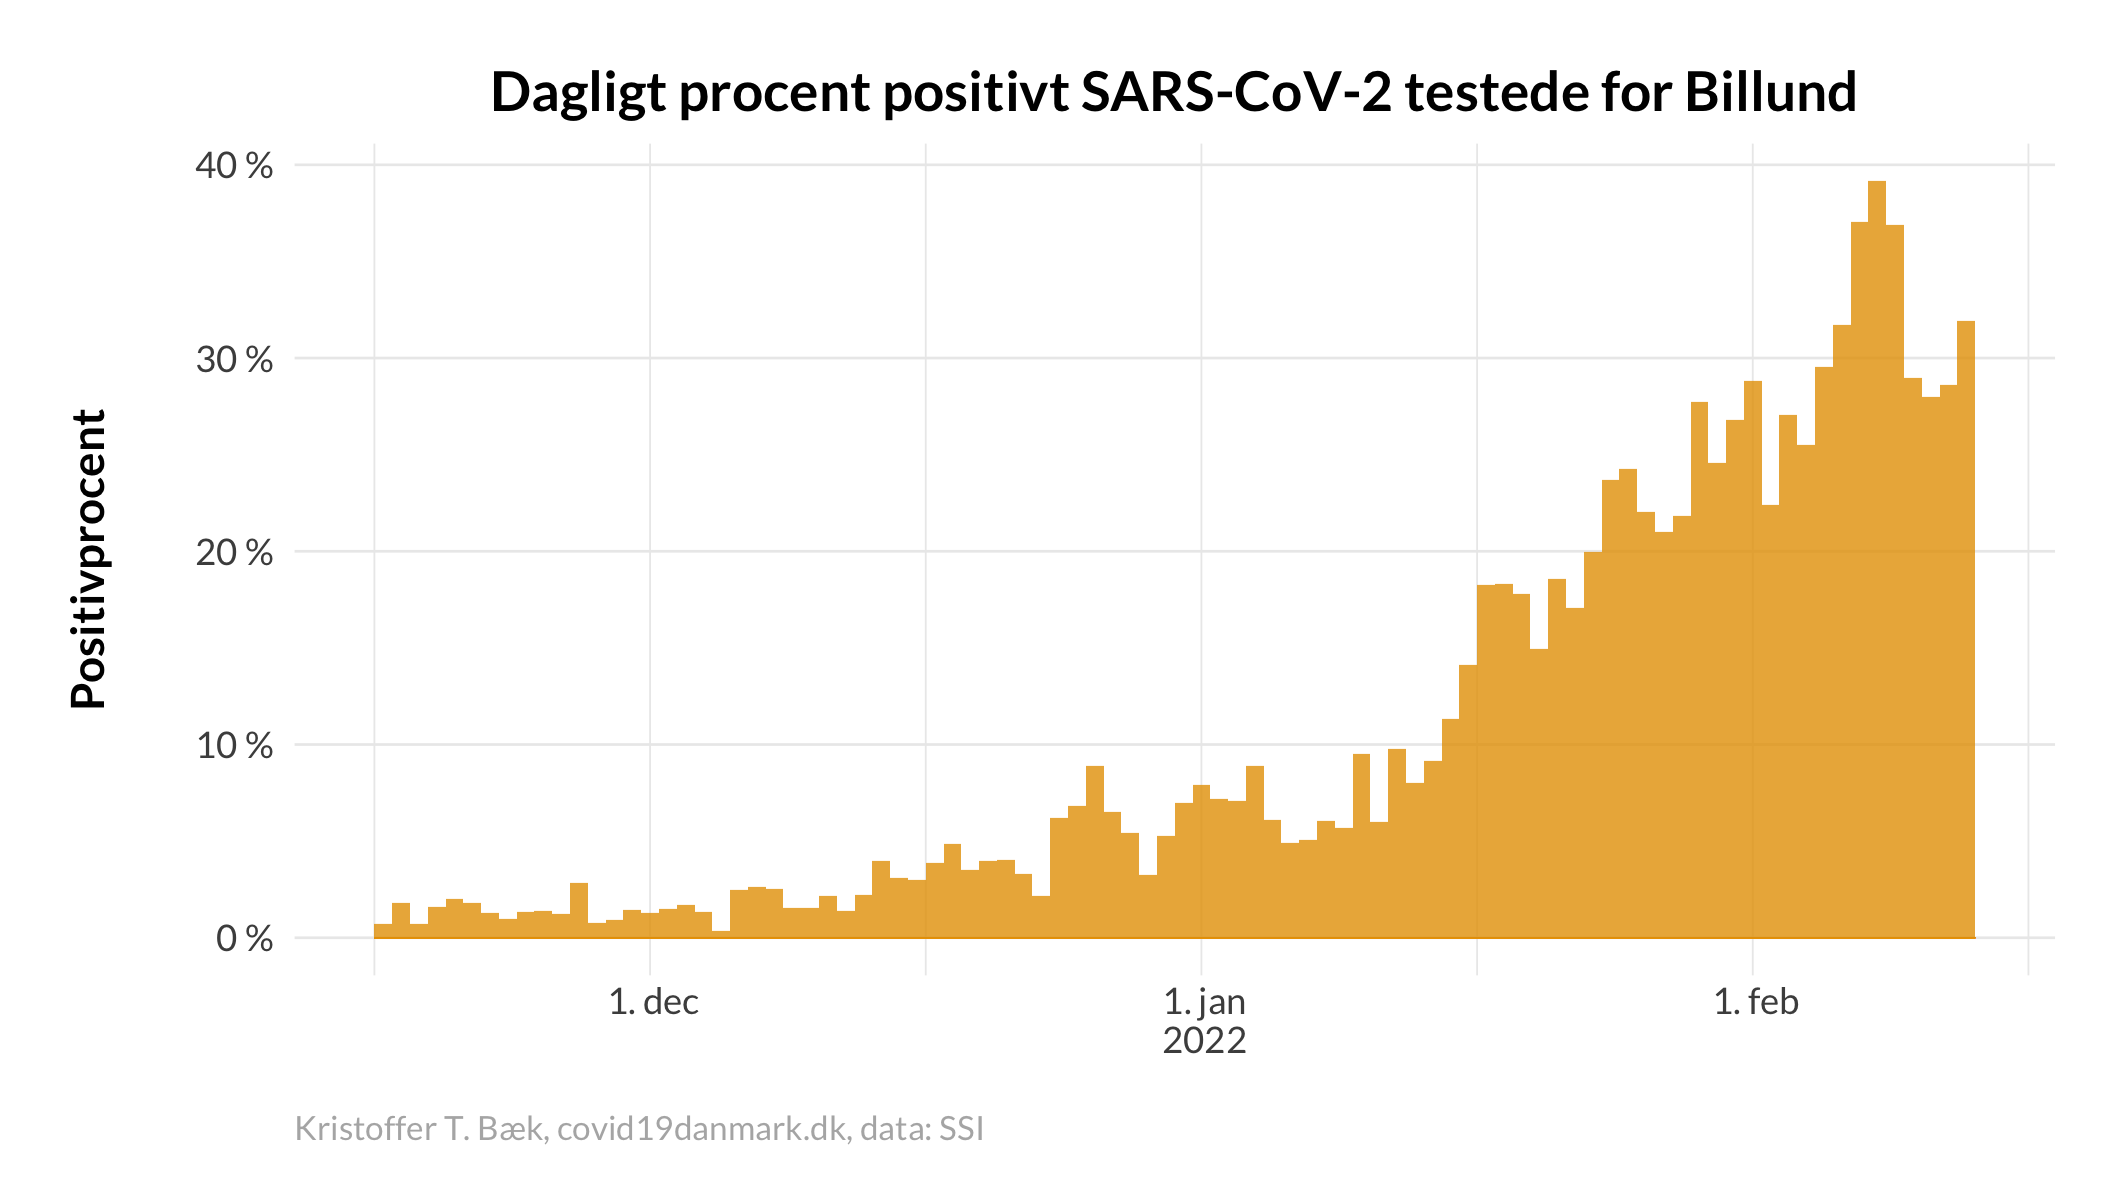 Dagligt procent positivt SARS-CoV-2 testede for Billund
Positivprocent
40 %
30 %
20 %
10 %
0 %
1. dec
1. jan
2022
1. feb
Kristoffer T. Bæk, covid19danmark.dk, data: SSI